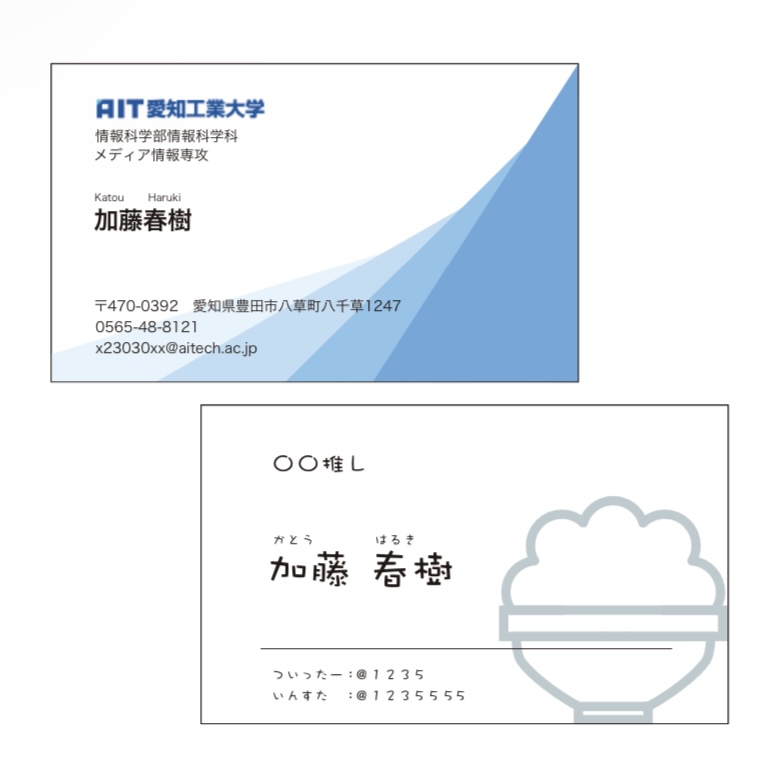 AIT 愛知工業大学
情報科学部情報科学科
メディア情報専攻
Katou Haruki
加藤春樹
〒470-0392 愛知県豊田市八草町八千草1247
0565-48-8121
x23030xx@aitech.ac.jp
〇〇推し
かとう はるき
加藤 春樹
ついったー：@１２３５
いんすた ：@１２３５５５５